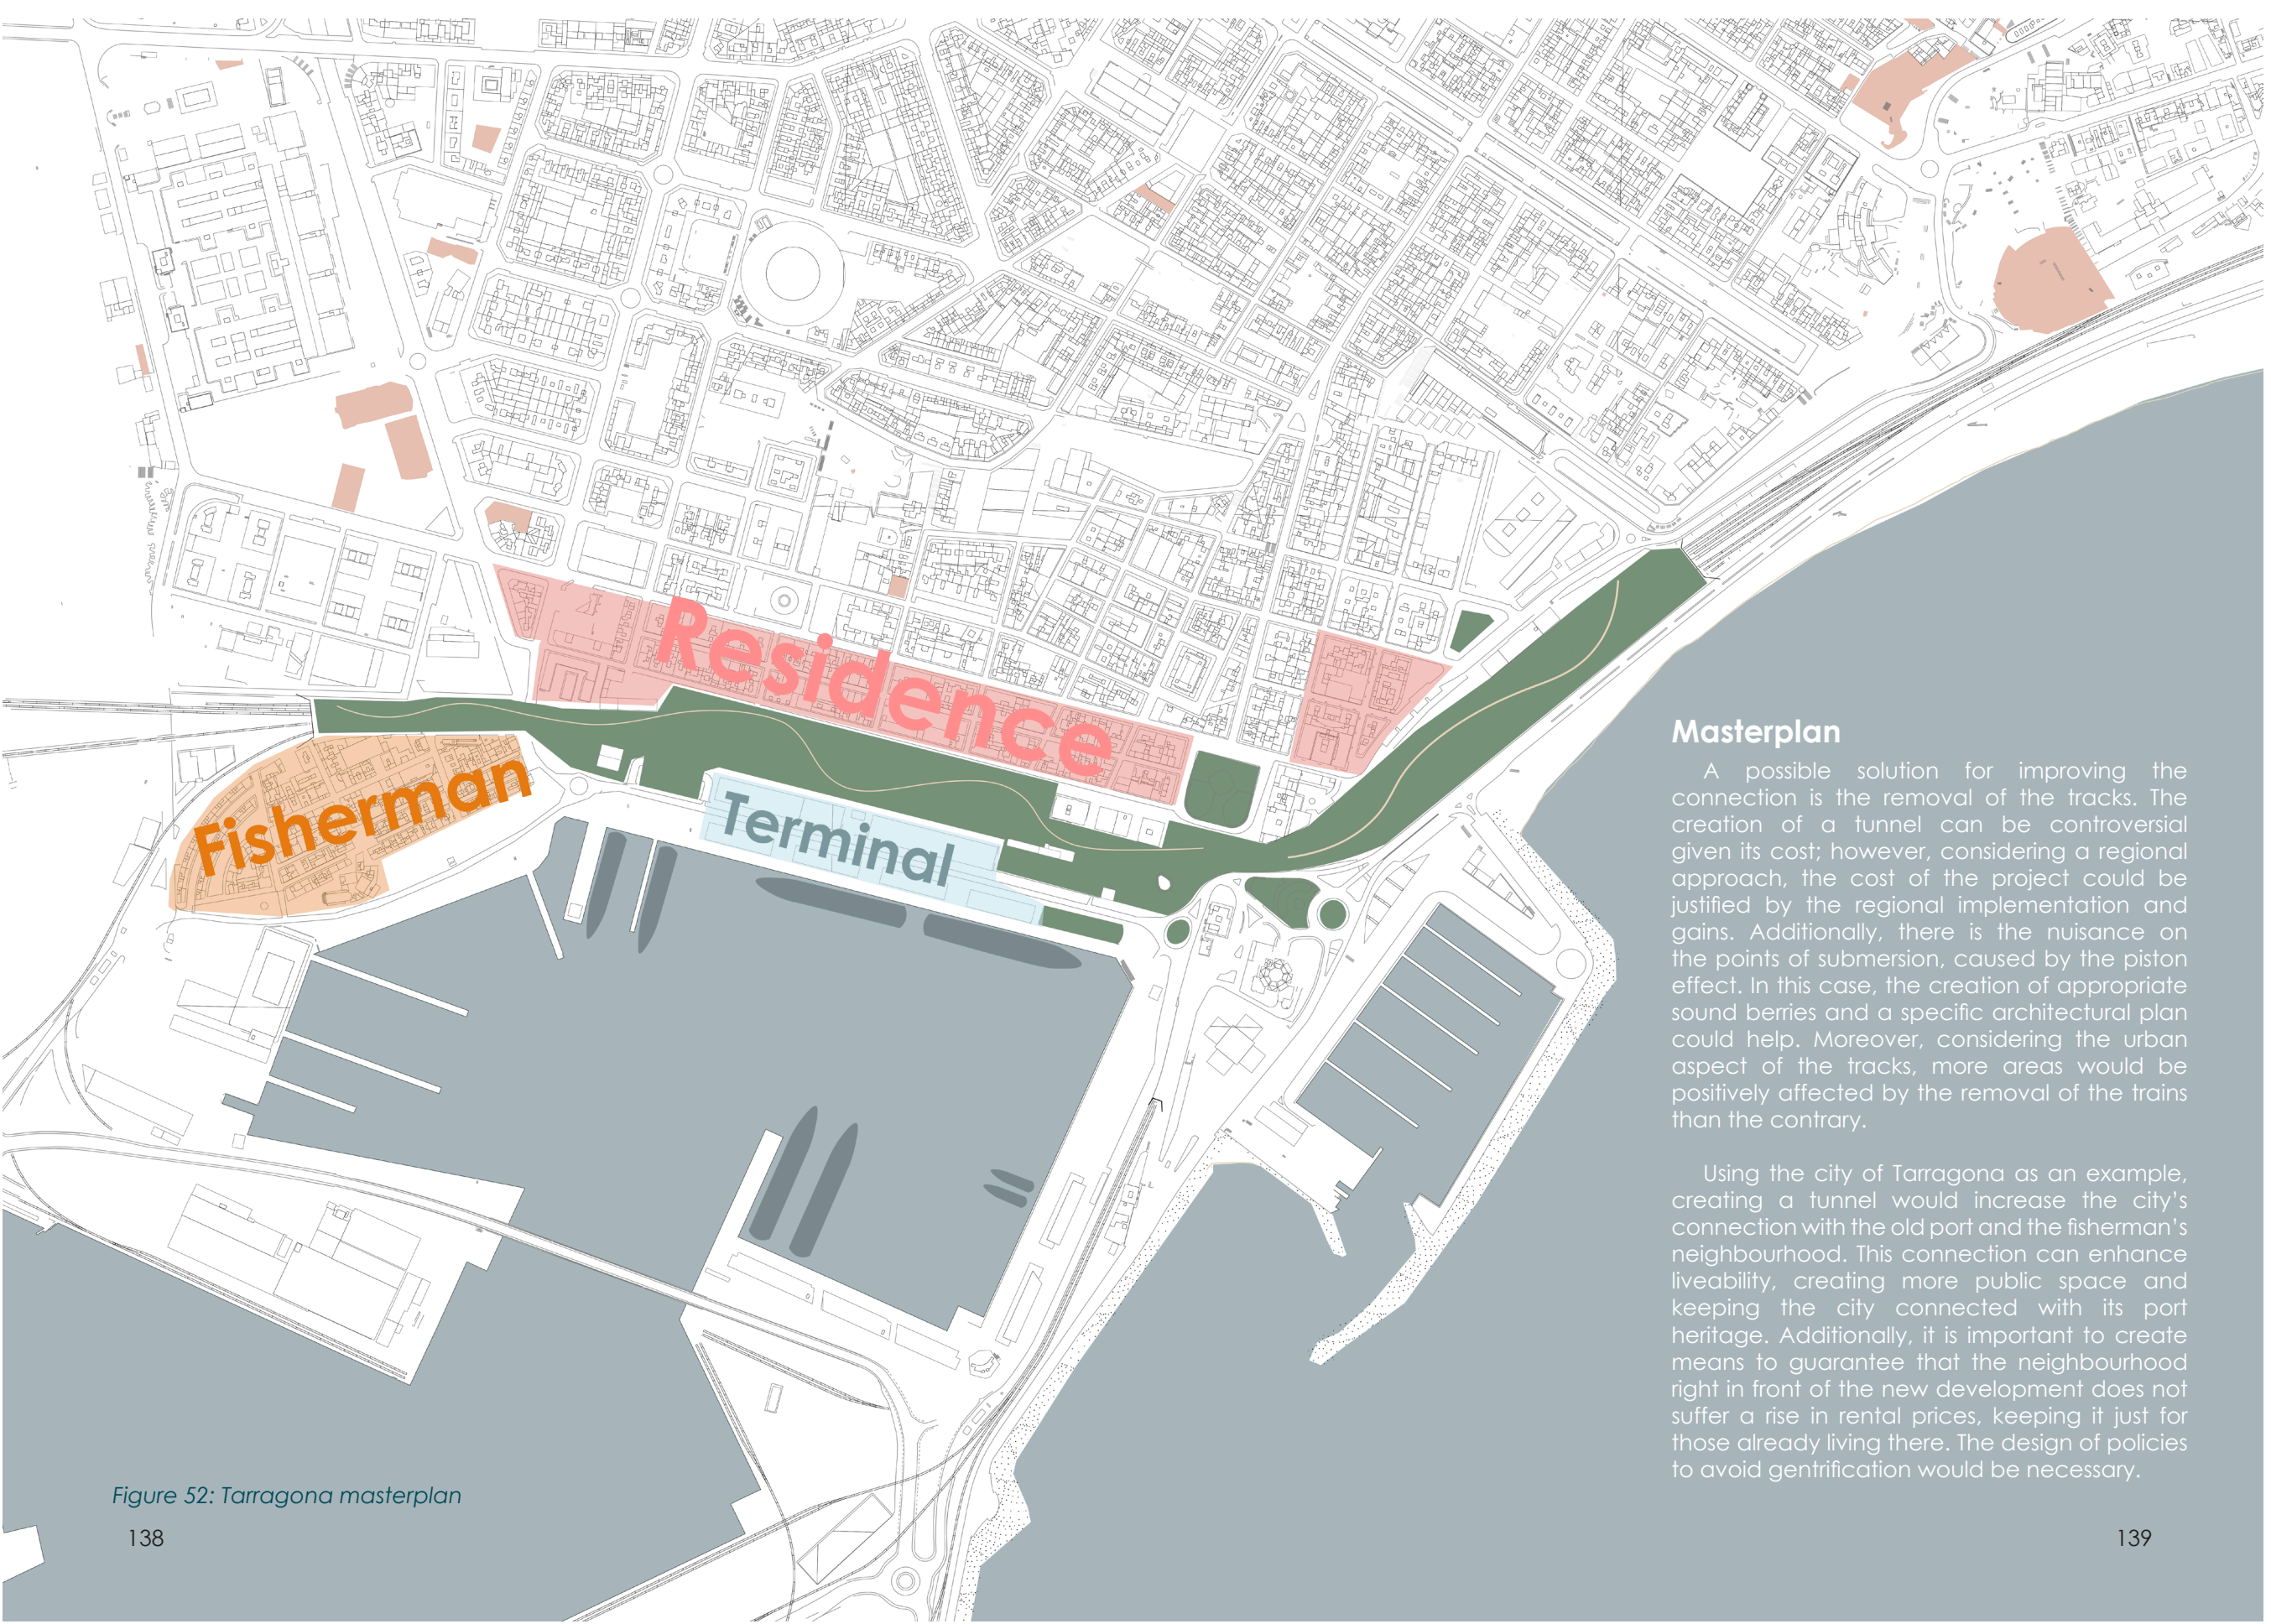 Residence
Fisherman
Terminal
Masterplan
A possible solution for improving the
connection is the removal of the tracks. The
creation of a tunnel can be controversial
given its cost; however, considering a regional
approach, the cost of the project could be
justified by the regional implementation and
gains. Additionally, there is the nuisance on
the points of submersion, caused by the piston
effect. In this case, the creation of appropriate
sound berries and a specific architectural plan
could help. Moreover, considering the urban
aspect of the tracks, more areas would be
positively affected by the removal of the trains
than the contrary.
Using the city of Tarragona as an example,
creating a tunnel would increase the city's
connection with the old port and the fisherman's
neighbourhood. This connection can enhance
liveability, creating more public space and
keeping the city connected with its port
heritage. Additionally, it is important to create
means to guarantee that the neighbourhood
right in front of the new development does not
suffer a rise in rental prices, keeping it just for
those already living there. The design of policies
to avoid gentrification would be necessary.
Figure 52: Tarragona masterplan
138
139